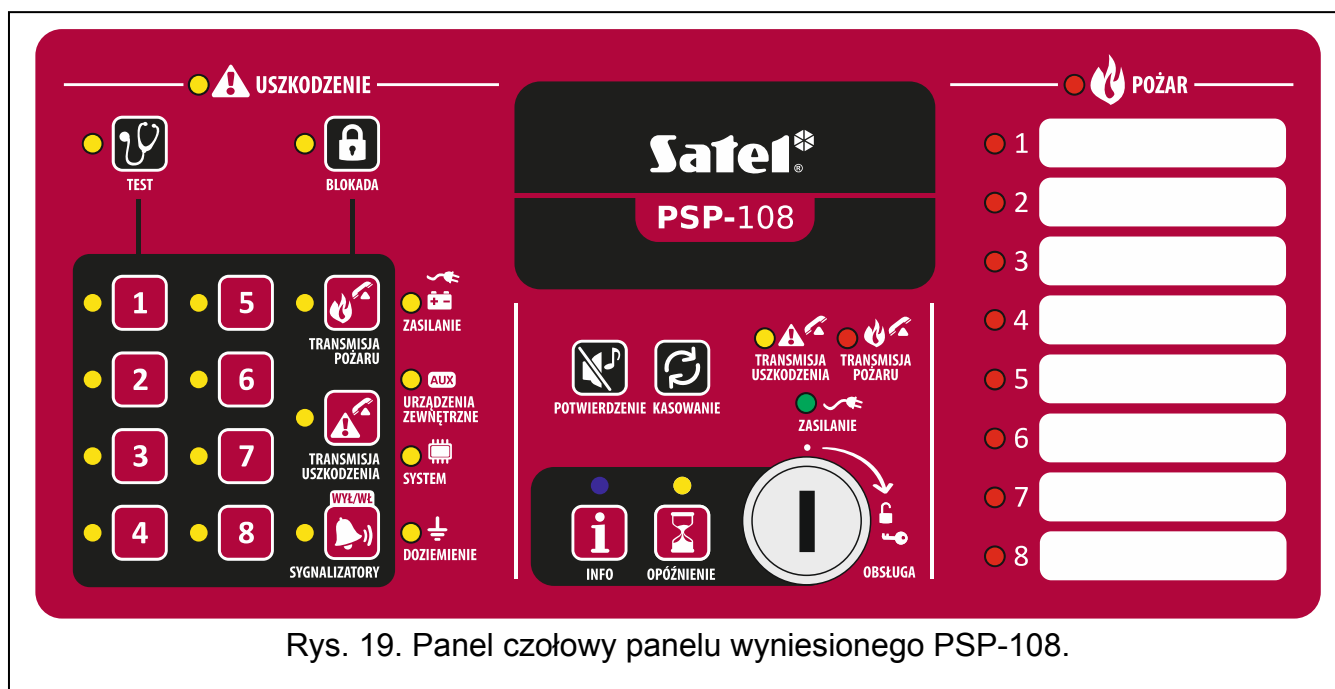 USZKODZENIE
TEST
BLOKADA
1
5
TRANSMISJA
POŻARU
2
6
TRANSMISJA
USZKODZENIA
3
7
WYŁ/WŁ
4
8
SYGNALIZATORY
ZASILANIE
AUX
URZĄDZENIA
ZEWNĘTRZNE
SYSTEM
DOZIEMIENIE
Satel®
PSP-108
POTWIERDZENIE
KASOWANIE
TRANSMISJA
USZKODZENIA
TRANSMISJA
POŻARU
ZASILANIE
INFO
OPÓŹNIENIE
OBSŁUGA
POŻAR
1
2
3
4
5
6
7
8
Rys. 19. Panel czołowy panelu wyniesionego PSP-108.